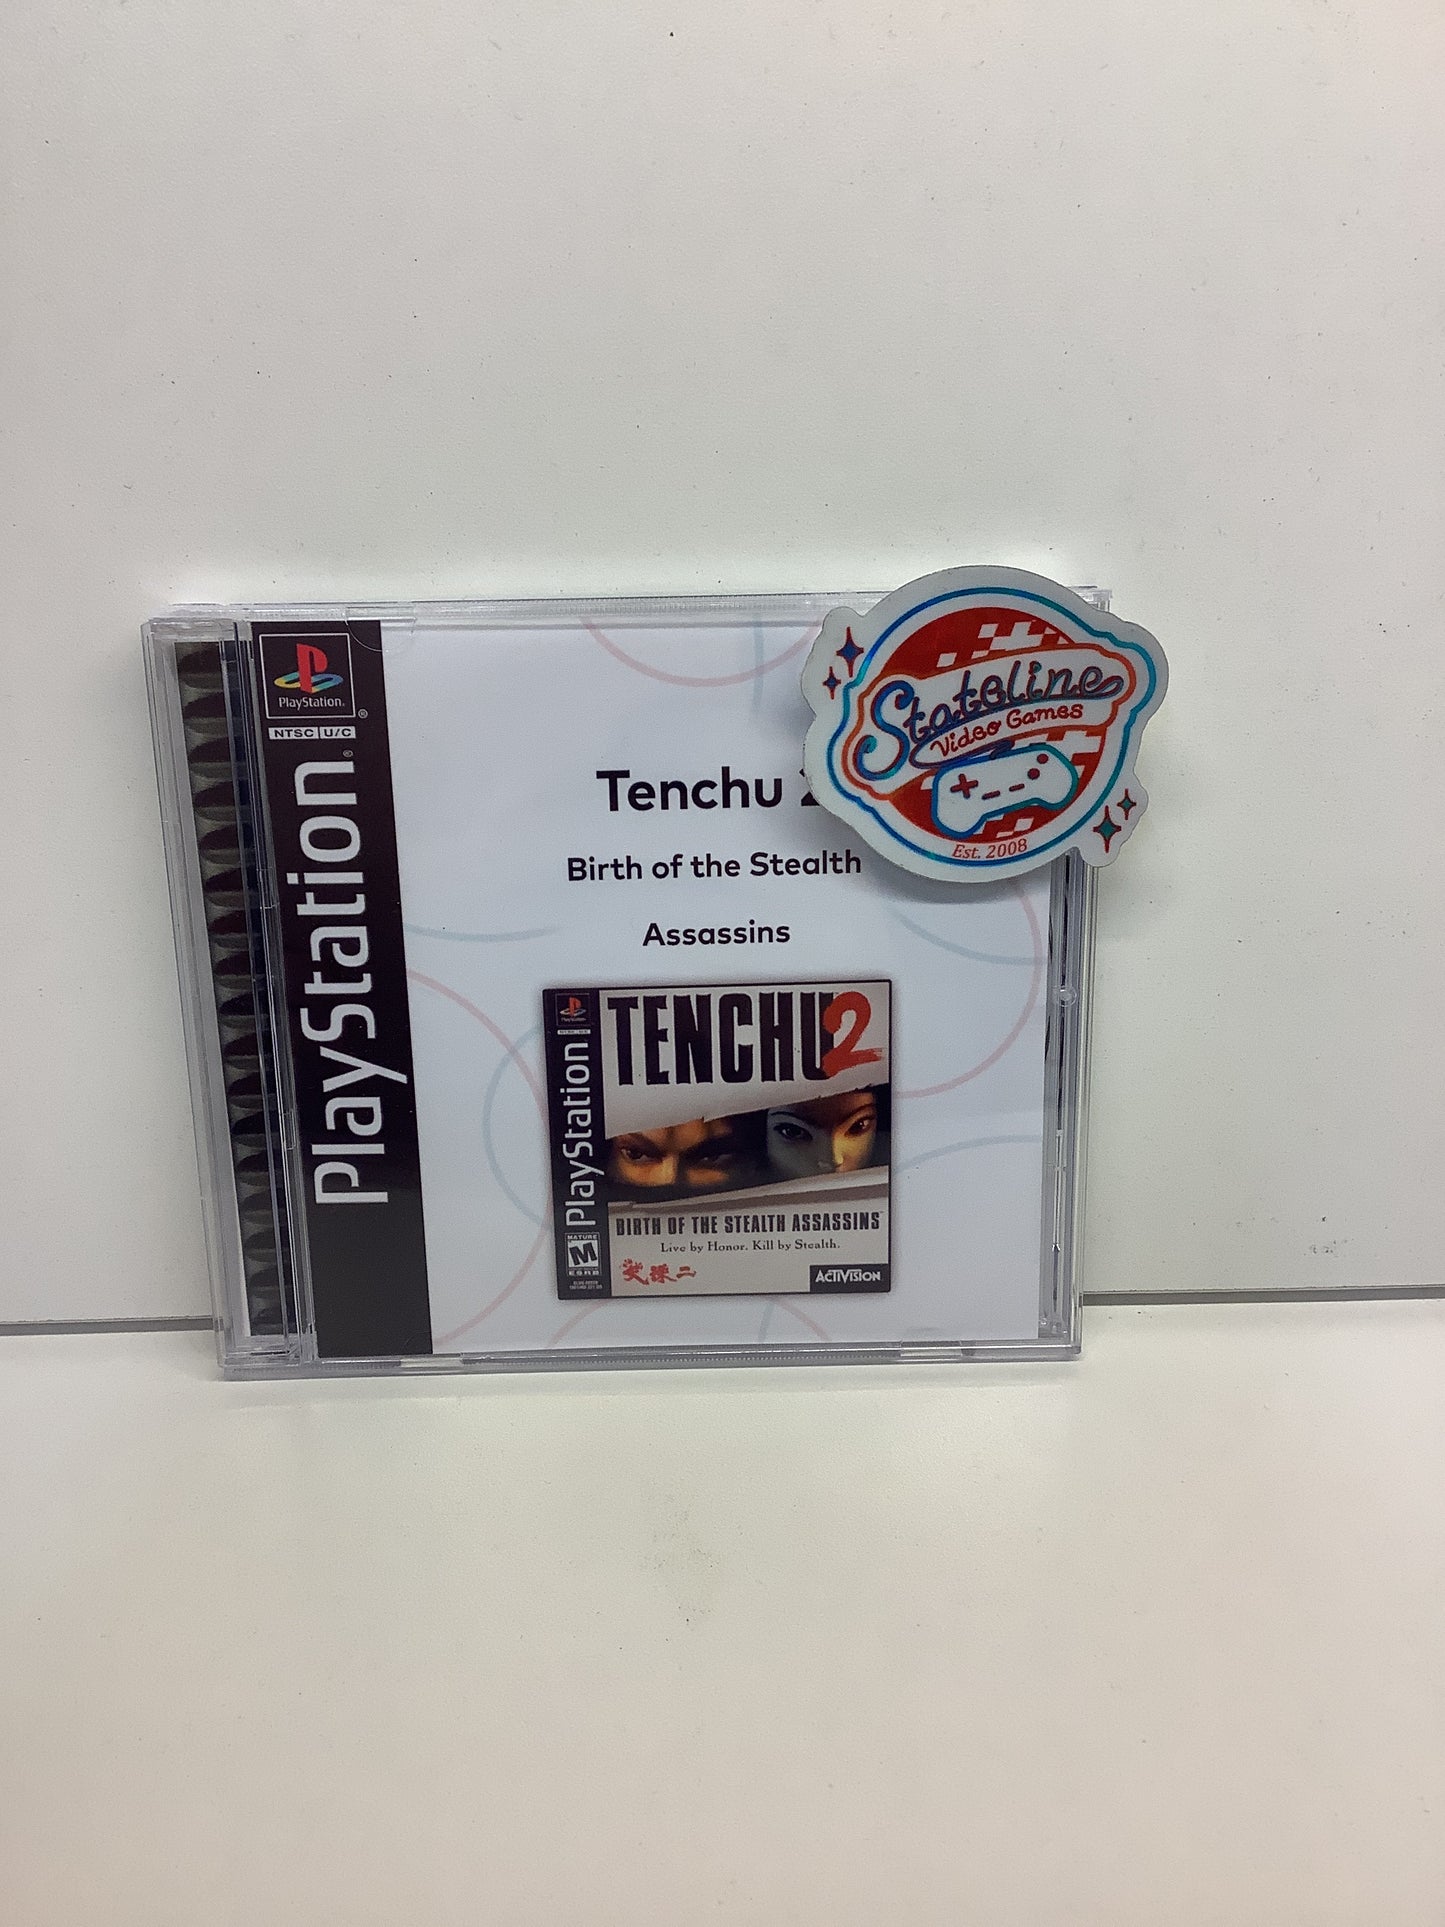 PlayStation
NTSC U/C
PlayStation
Tenchu 2
Birth of the Stealth
Assassins
Stateline
Video Games
Est. 2008
PlayStation
TENCHU 2
BIRTH OF THE STEALTH ASSASSINS
Live by Honor. Kill by Stealth.
MATURE
M
ESRB
ACTIVISION